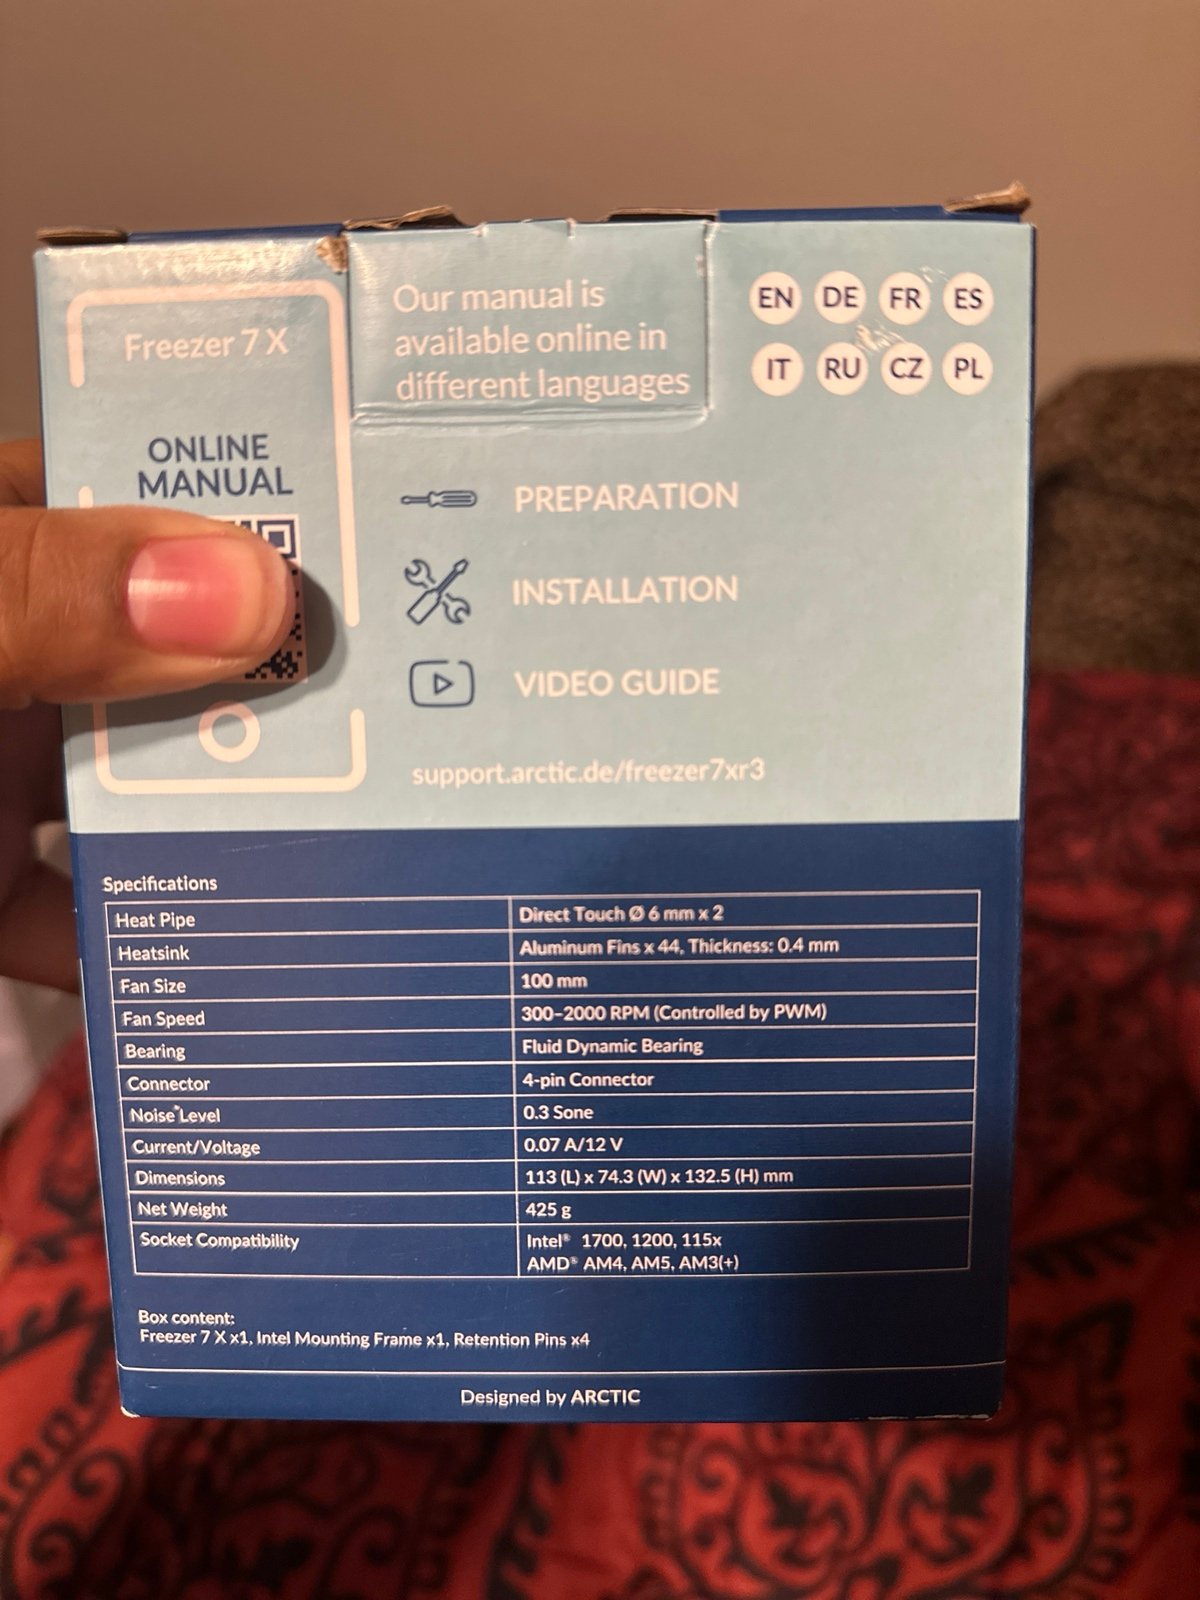 Freezer 7 X
ONLINE
MANUAL
Our manual is
available online in
different languages
EN DE FR ES
IT RU CZ PL
PREPARATION
INSTALLATION
VIDEO GUIDE
support.arctic.de/freezer7xr3
Specifications
Heat Pipe Direct Touch Ø 6 mm x 2
Heatsink Aluminum Fins x 44, Thickness: 0.4 mm
Fan Size 100 mm
Fan Speed 300–2000 RPM (Controlled by PWM)
Bearing Fluid Dynamic Bearing
Connector 4-pin Connector
Noise Level 0.3 Sone
Current/Voltage 0.07 A/12 V
Dimensions 113 (L) x 74.3 (W) x 132.5 (H) mm
Net Weight 425 g
Socket Compatibility Intel® 1700, 1200, 115x
AMD® AM4, AM5, AM3(+)
Box content:
Freezer 7 X x1, Intel Mounting Frame x1, Retention Pins x4
Designed by ARCTIC